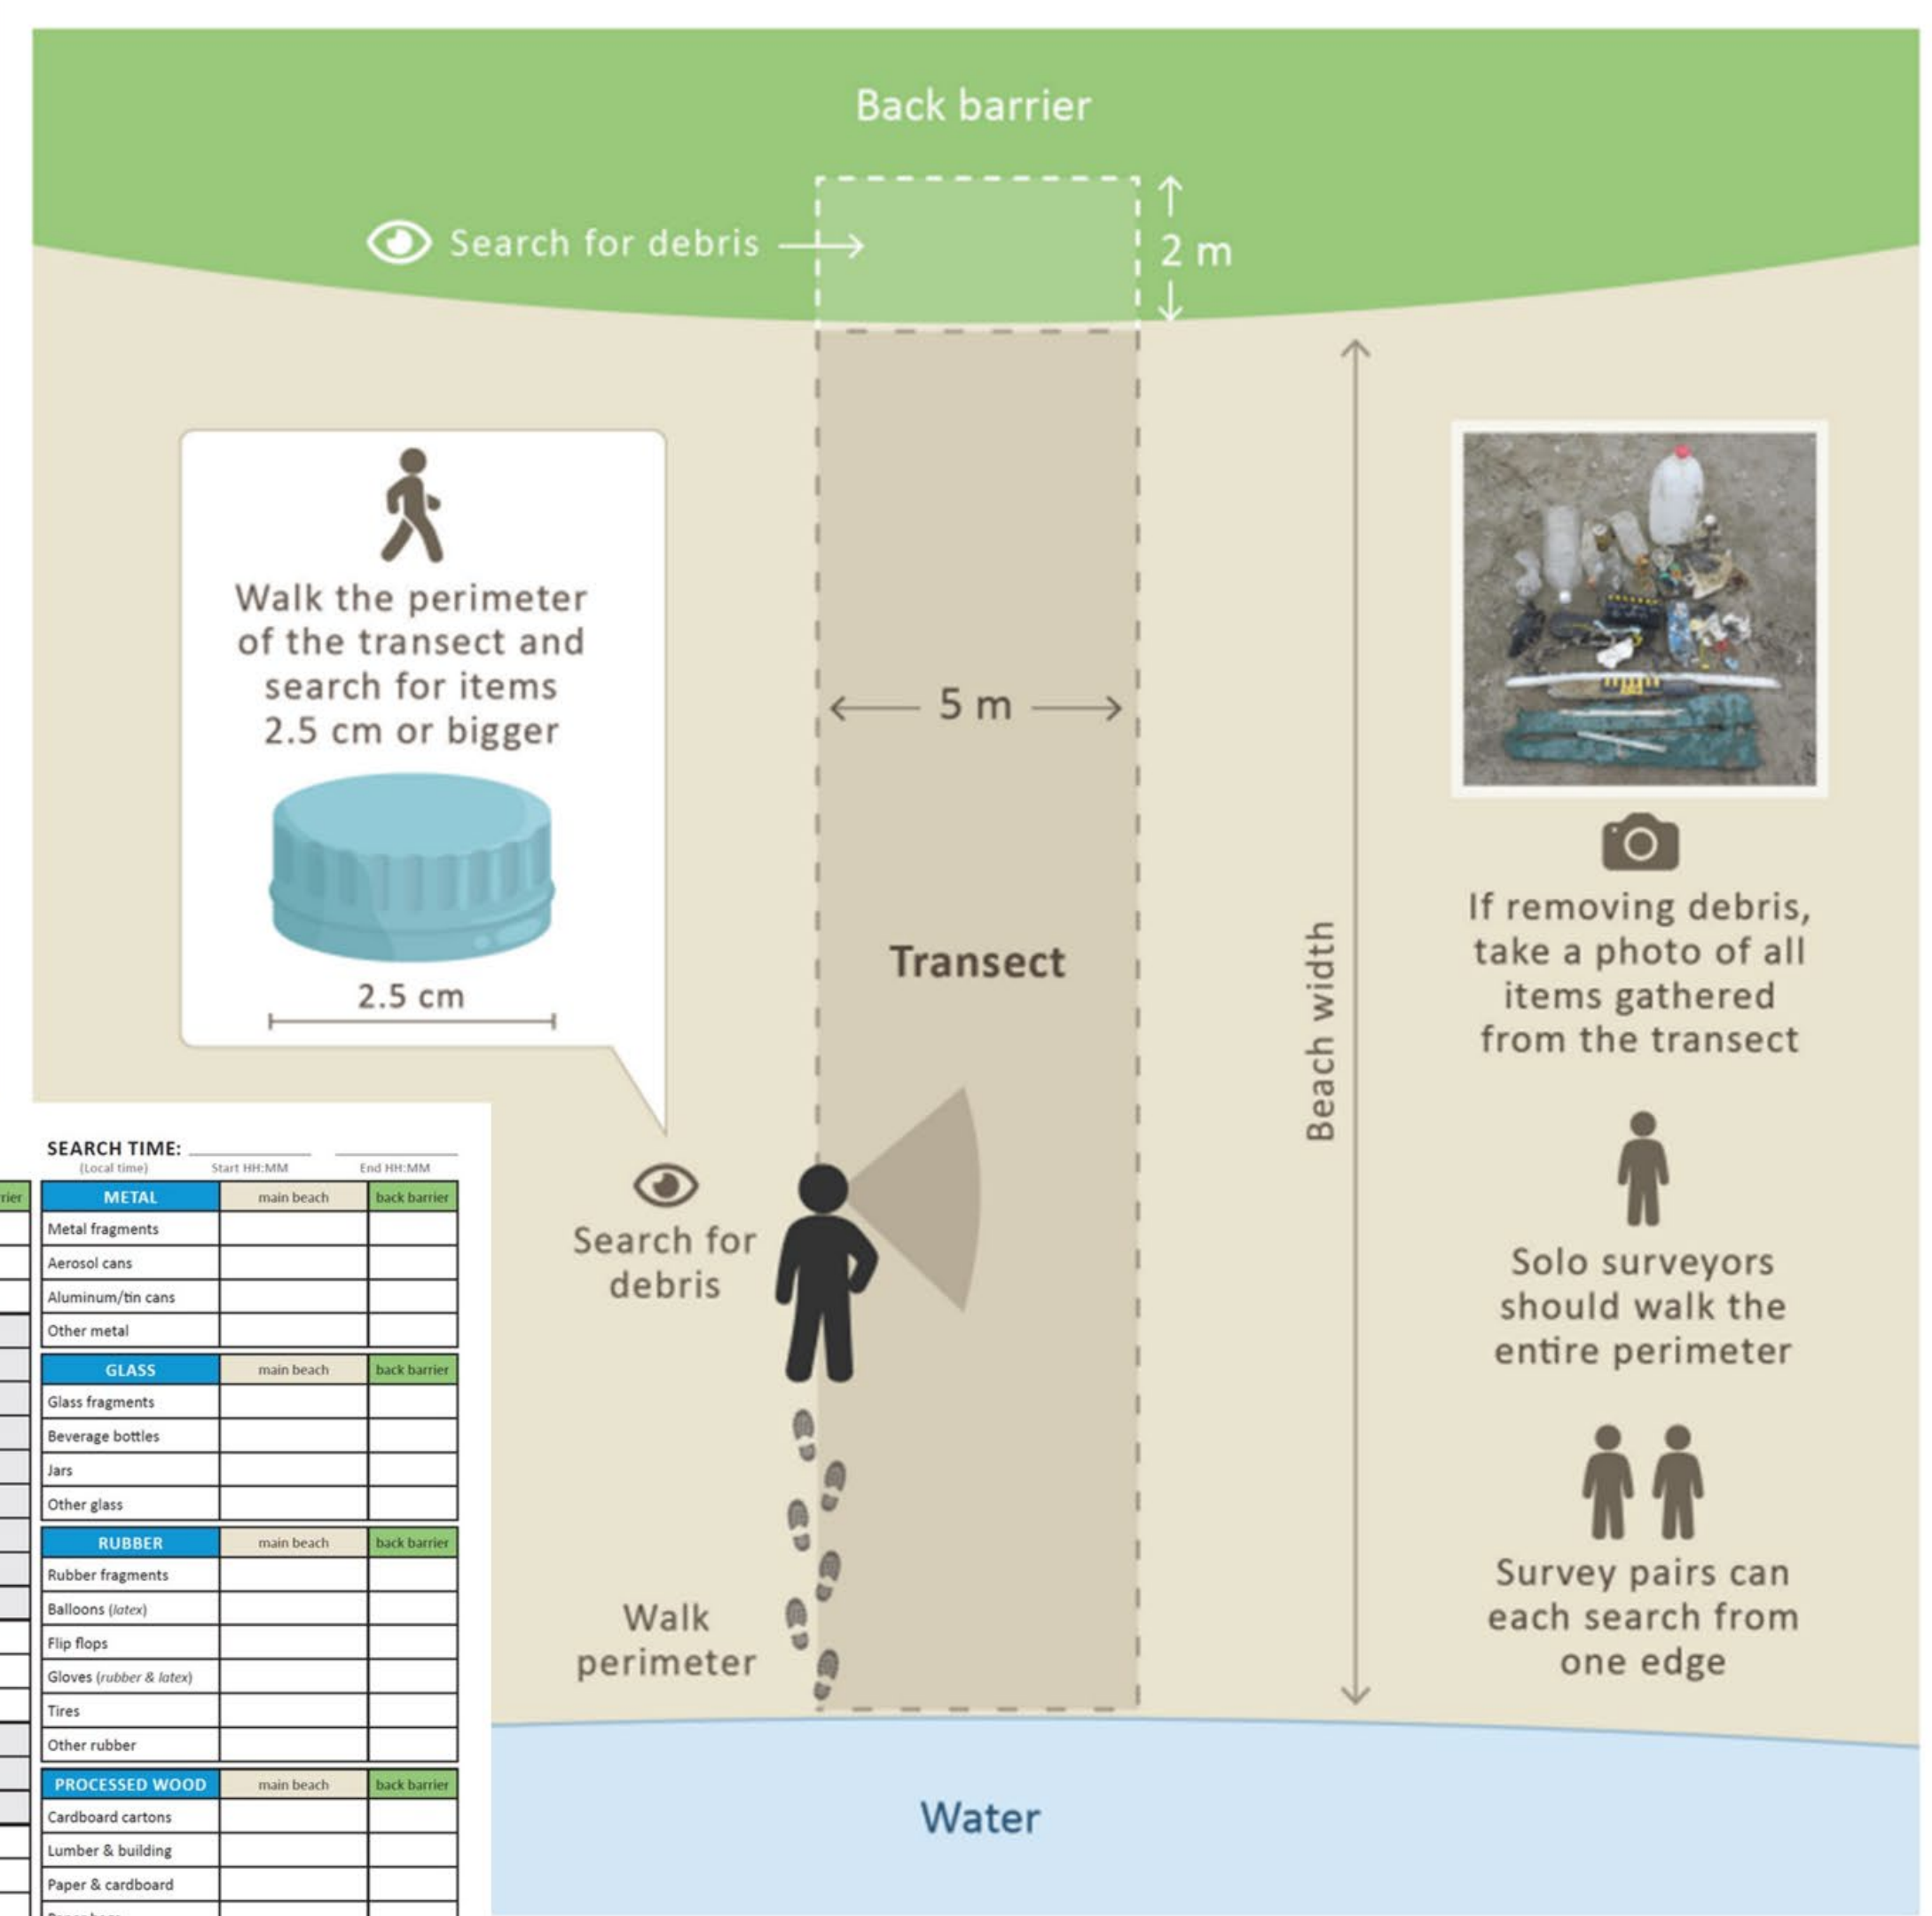 Back barrier
Search for debris
2 m
Walk the perimeter
of the transect and
search for items
2.5 cm or bigger
2.5 cm
5 m
Transect
Beach width
If removing debris,
take a photo of all
items gathered
from the transect
Search for
debris
Solo surveyors
should walk the
entire perimeter
Walk
perimeter
Survey pairs can
each search from
one edge
Water
SEARCH TIME:
(Local time) Start HH:MM End HH:MM
METAL main beach back barrier
Metal fragments
Aerosol cans
Aluminum/tin cans
Other metal
GLASS main beach back barrier
Glass fragments
Beverage bottles
Jars
Other glass
RUBBER main beach back barrier
Rubber fragments
Balloons (latex)
Flip flops
Gloves (rubber & latex)
Tires
Other rubber
PROCESSED WOOD main beach back barrier
Cardboard cartons
Lumber & building
Paper & cardboard